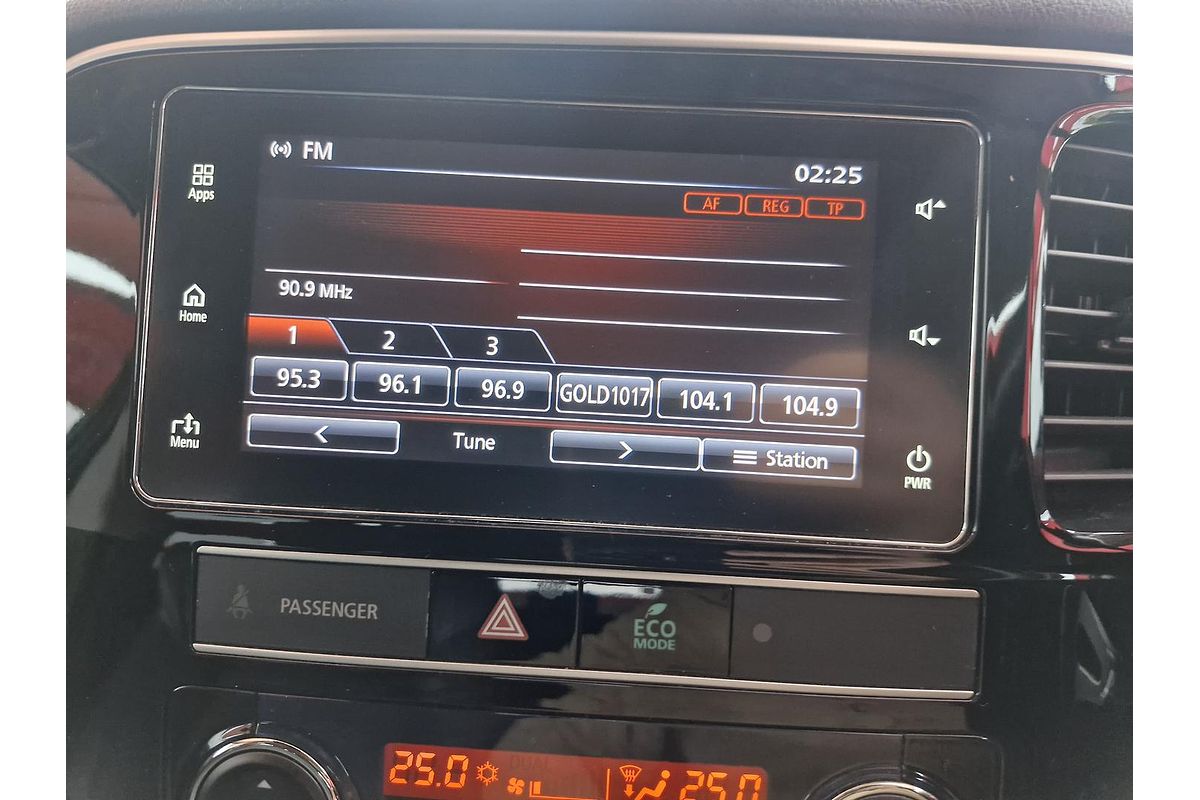 FM
02:25
Apps
AF REG TP
Home
90.9 MHz
1 2 3
95.3 96.1 96.9 GOLD1017 104.1 104.9
Menu
Tune
Station
PWR
PASSENGER
ECO
MODE
25.0 DUAL 25.0